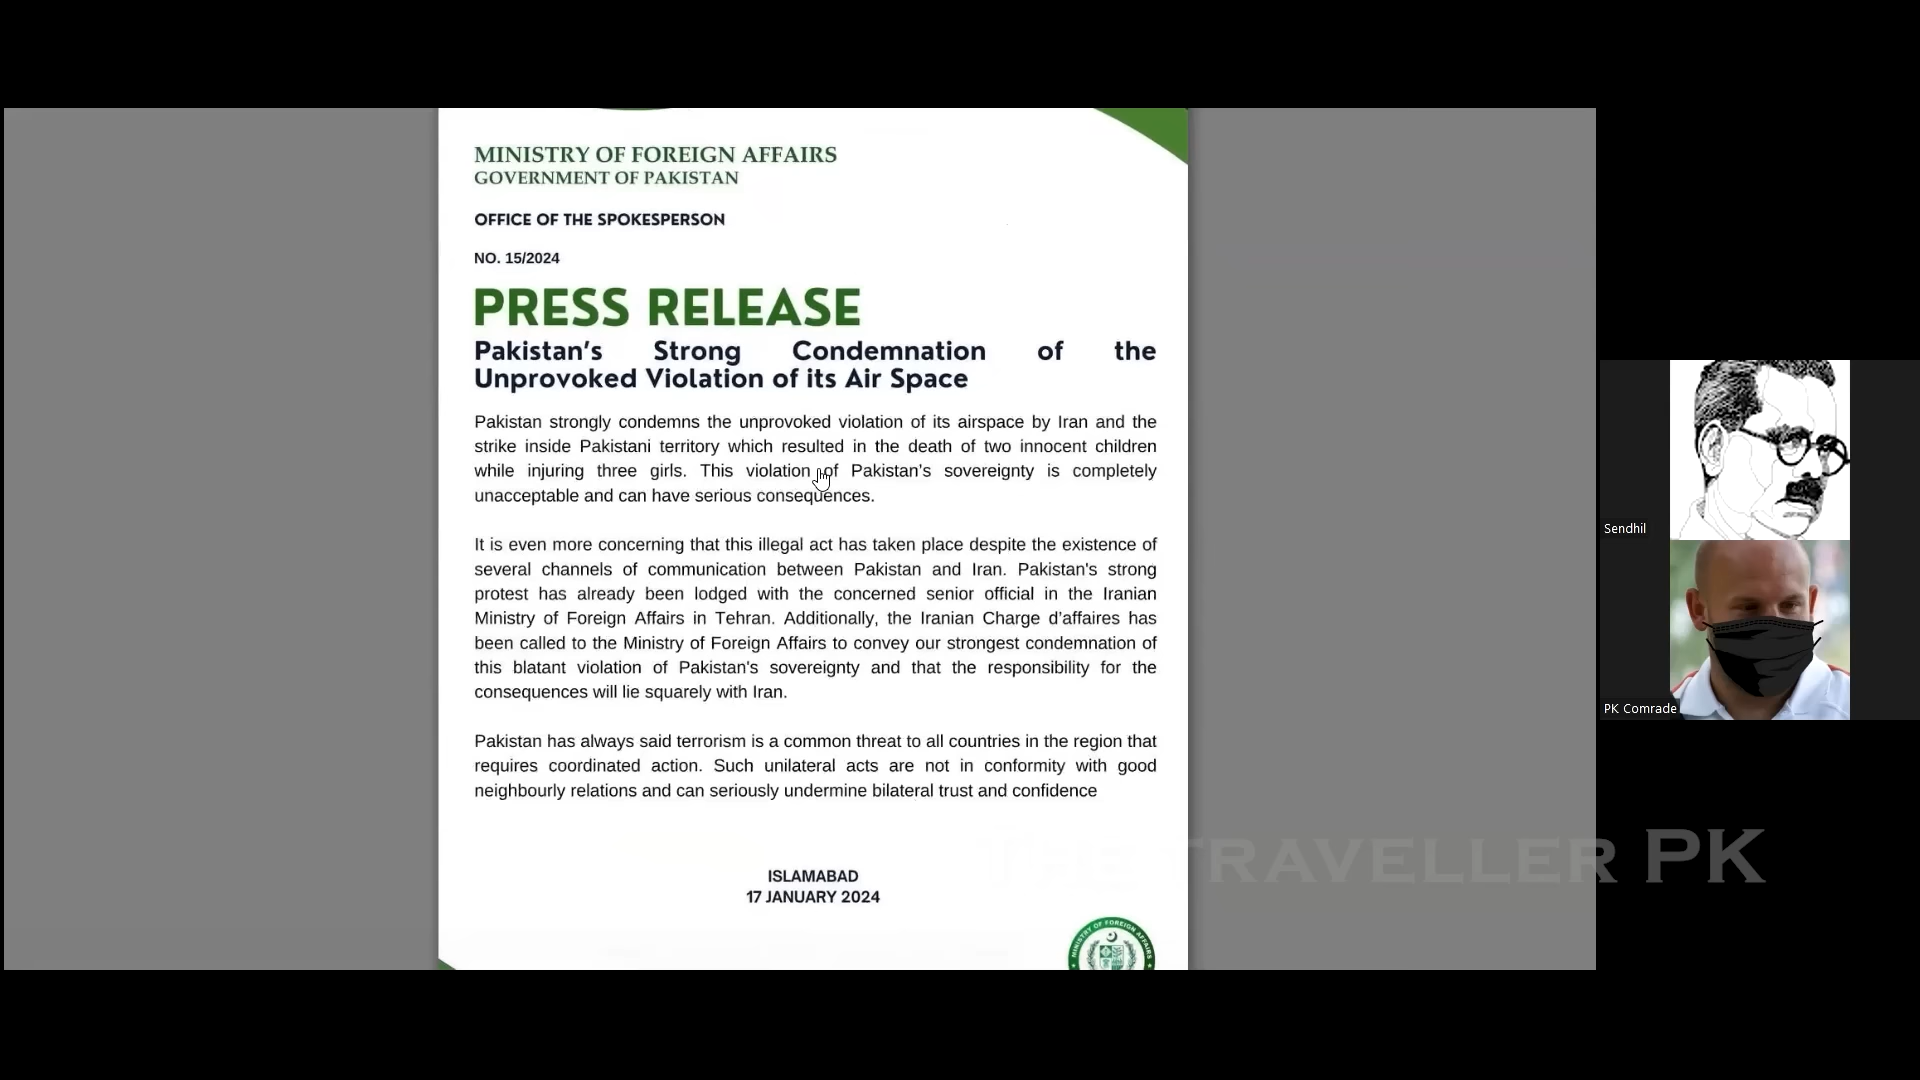 MINISTRY OF FOREIGN AFFAIRS
GOVERNMENT OF PAKISTAN
OFFICE OF THE SPOKESPERSON
NO. 15/2024
PRESS RELEASE
Pakistan’s Strong Condemnation of the
Unprovoked Violation of its Air Space
Pakistan strongly condemns the unprovoked violation of its airspace by Iran and the
strike inside Pakistani territory which resulted in the death of two innocent children
while injuring three girls. This violation of Pakistan’s sovereignty is completely
unacceptable and can have serious consequences.
It is even more concerning that this illegal act has taken place despite the existence of
several channels of communication between Pakistan and Iran. Pakistan's strong
protest has already been lodged with the concerned senior official in the Iranian
Ministry of Foreign Affairs in Tehran. Additionally, the Iranian Charge d’affaires has
been called to the Ministry of Foreign Affairs to convey our strongest condemnation of
this blatant violation of Pakistan's sovereignty and that the responsibility for the
consequences will lie squarely with Iran.
Pakistan has always said terrorism is a common threat to all countries in the region that
requires coordinated action. Such unilateral acts are not in conformity with good
neighbourly relations and can seriously undermine bilateral trust and confidence
ISLAMABAD
17 JANUARY 2024
MINISTRY OF FOREIGN AFFAIRS
Sendhil
PK Comrade
THE TRAVELLER PK